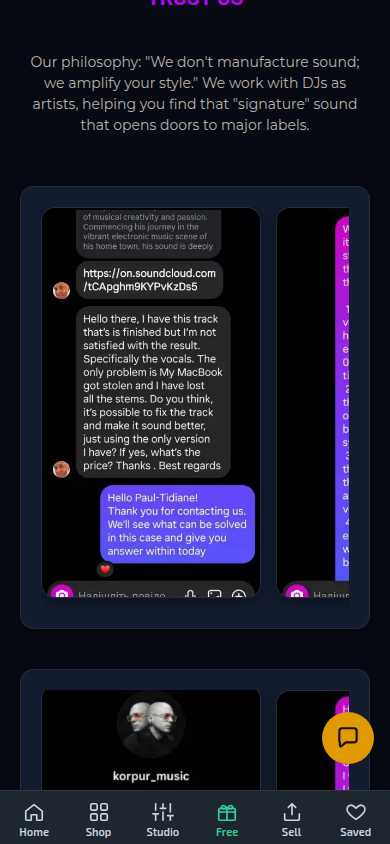 TRUST US
Our philosophy: "We don't manufacture sound;
we amplify your style." We work with DJs as
artists, helping you find that "signature" sound
that opens doors to major labels.
of musical creativity and passion.
Commencing his journey in the
vibrant electronic music scene of
his home town, his sound is deeply
https://on.soundcloud.com
/tCApghm9KYPvKzDs5
Hello there, I have this track
that's is finished but I'm not
satisfied with the result.
Specifically the vocals. The
only problem is My MacBook
got stolen and I have lost
all the stems. Do you think,
it's possible to fix the track
and make it sound better,
just using the only version
I have? If yes, what's the
price? Thanks . Best regards
Hello Paul-Tidiane!
Thank you for contacting us.
We'll see what can be solved
in this case and give you
answer within today
Надішліть повідо
korpur_music
Home
Shop
Studio
Free
Sell
Saved